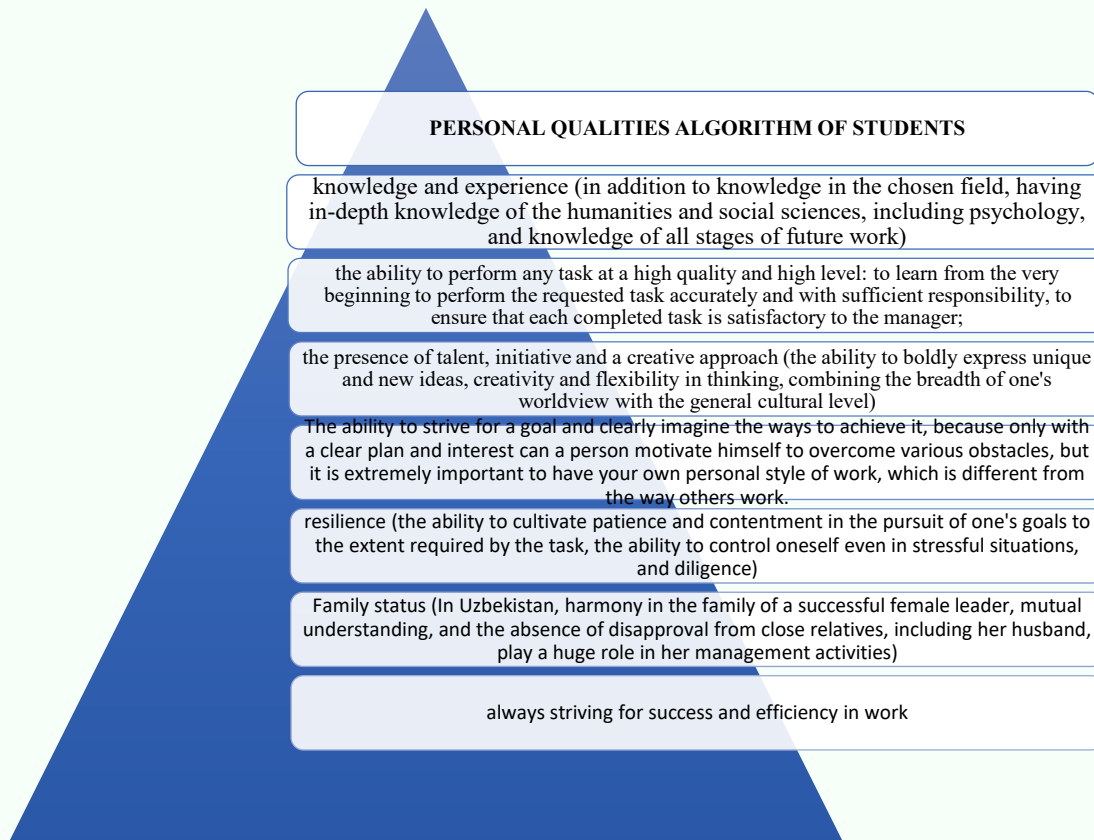 PERSONAL QUALITIES ALGORITHM OF STUDENTS
knowledge and experience (in addition to knowledge in the chosen field, having
in-depth knowledge of the humanities and social sciences, including psychology,
and knowledge of all stages of future work)
the ability to perform any task at a high quality and high level: to learn from the very
beginning to perform the requested task accurately and with sufficient responsibility, to
ensure that each completed task is satisfactory to the manager;
the presence of talent, initiative and a creative approach (the ability to boldly express unique
and new ideas, creativity and flexibility in thinking, combining the breadth of one's
worldview with the general cultural level)
The ability to strive for a goal and clearly imagine the ways to achieve it, because only with
a clear plan and interest can a person motivate himself to overcome various obstacles, but
it is extremely important to have your own personal style of work, which is different from
the way others work.
resilience (the ability to cultivate patience and contentment in the pursuit of one's goals to
the extent required by the task, the ability to control oneself even in stressful situations,
and diligence)
Family status (In Uzbekistan, harmony in the family of a successful female leader, mutual
understanding, and the absence of disapproval from close relatives, including her husband,
play a huge role in her management activities)
always striving for success and efficiency in work